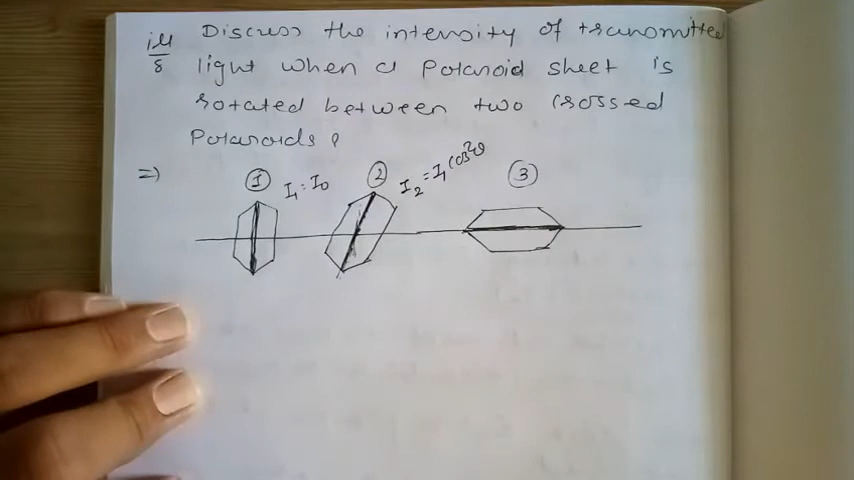 ill Discuss the intensity of transmitted
8 light when a Polaroid sheet is
rotated between two crossed
Polaroids ?
⇒ ① I₁ = I₀ ② I₂ = I₁ cos²θ ③